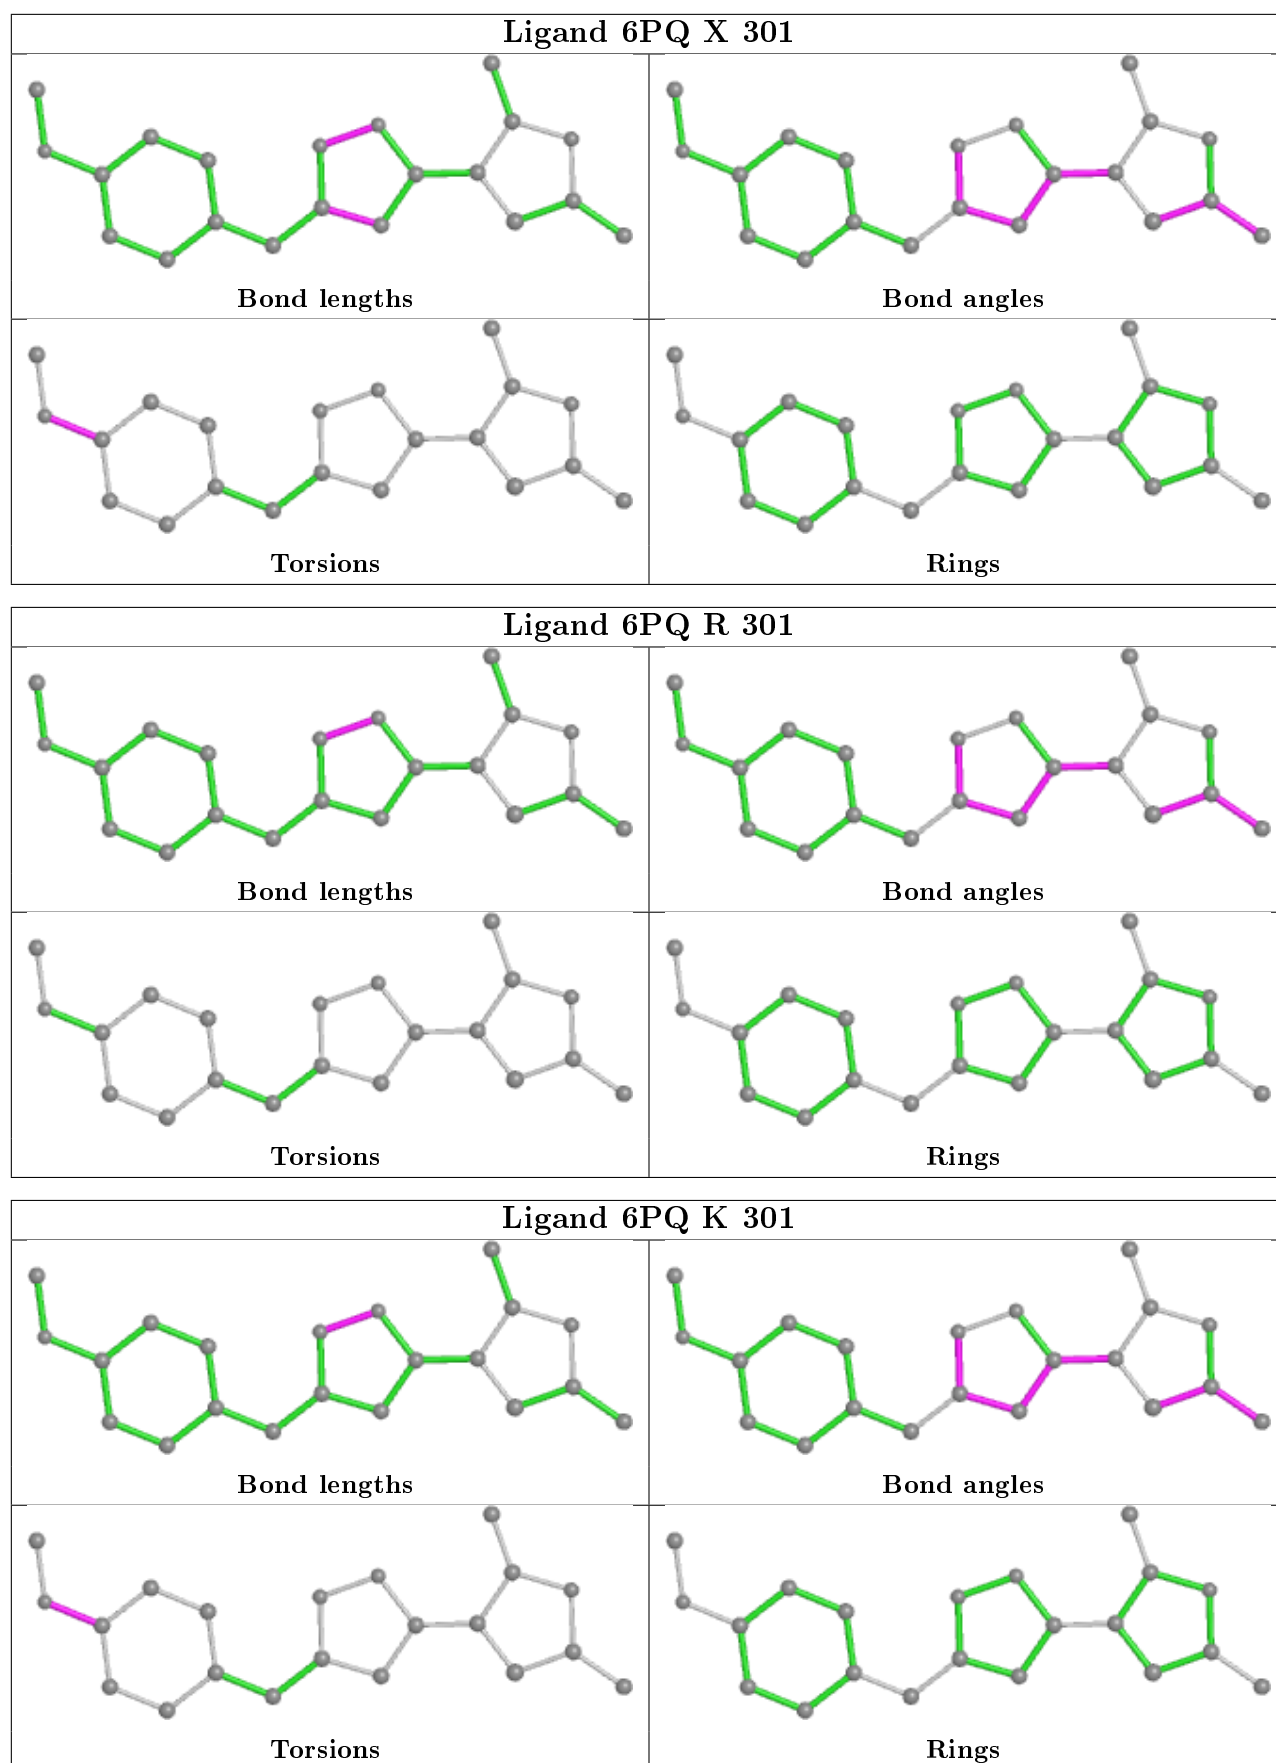 Ligand 6PQ X 301
Bond lengths
Bond angles
Torsions
Rings
Ligand 6PQ R 301
Bond lengths
Bond angles
Torsions
Rings
Ligand 6PQ K 301
Bond lengths
Bond angles
Torsions
Rings